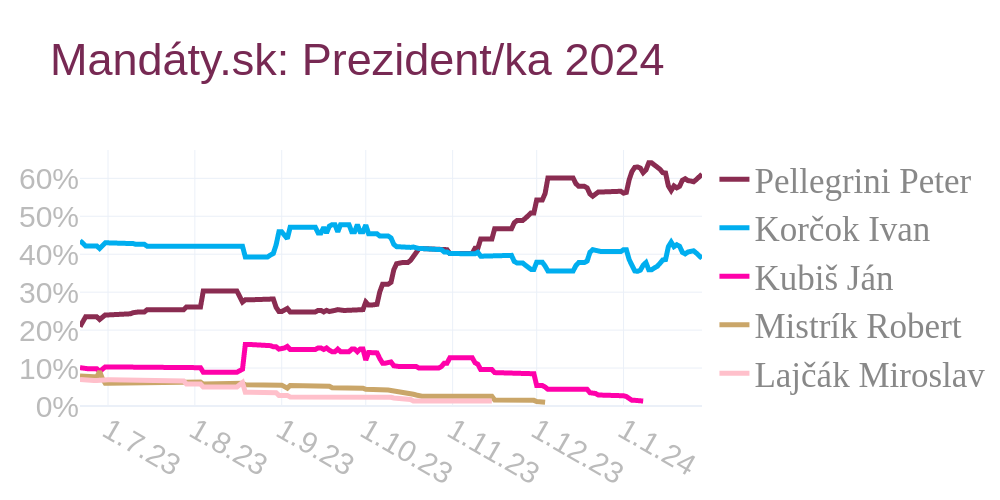 Mandáty.sk: Prezident/ka 2024
60%
50%
40%
30%
20%
10%
0%
1.7.23
1.8.23
1.9.23
1.10.23
1.11.23
1.12.23
1.1.24
Pellegrini Peter
Korčok Ivan
Kubiš Ján
Mistrík Robert
Lajčák Miroslav